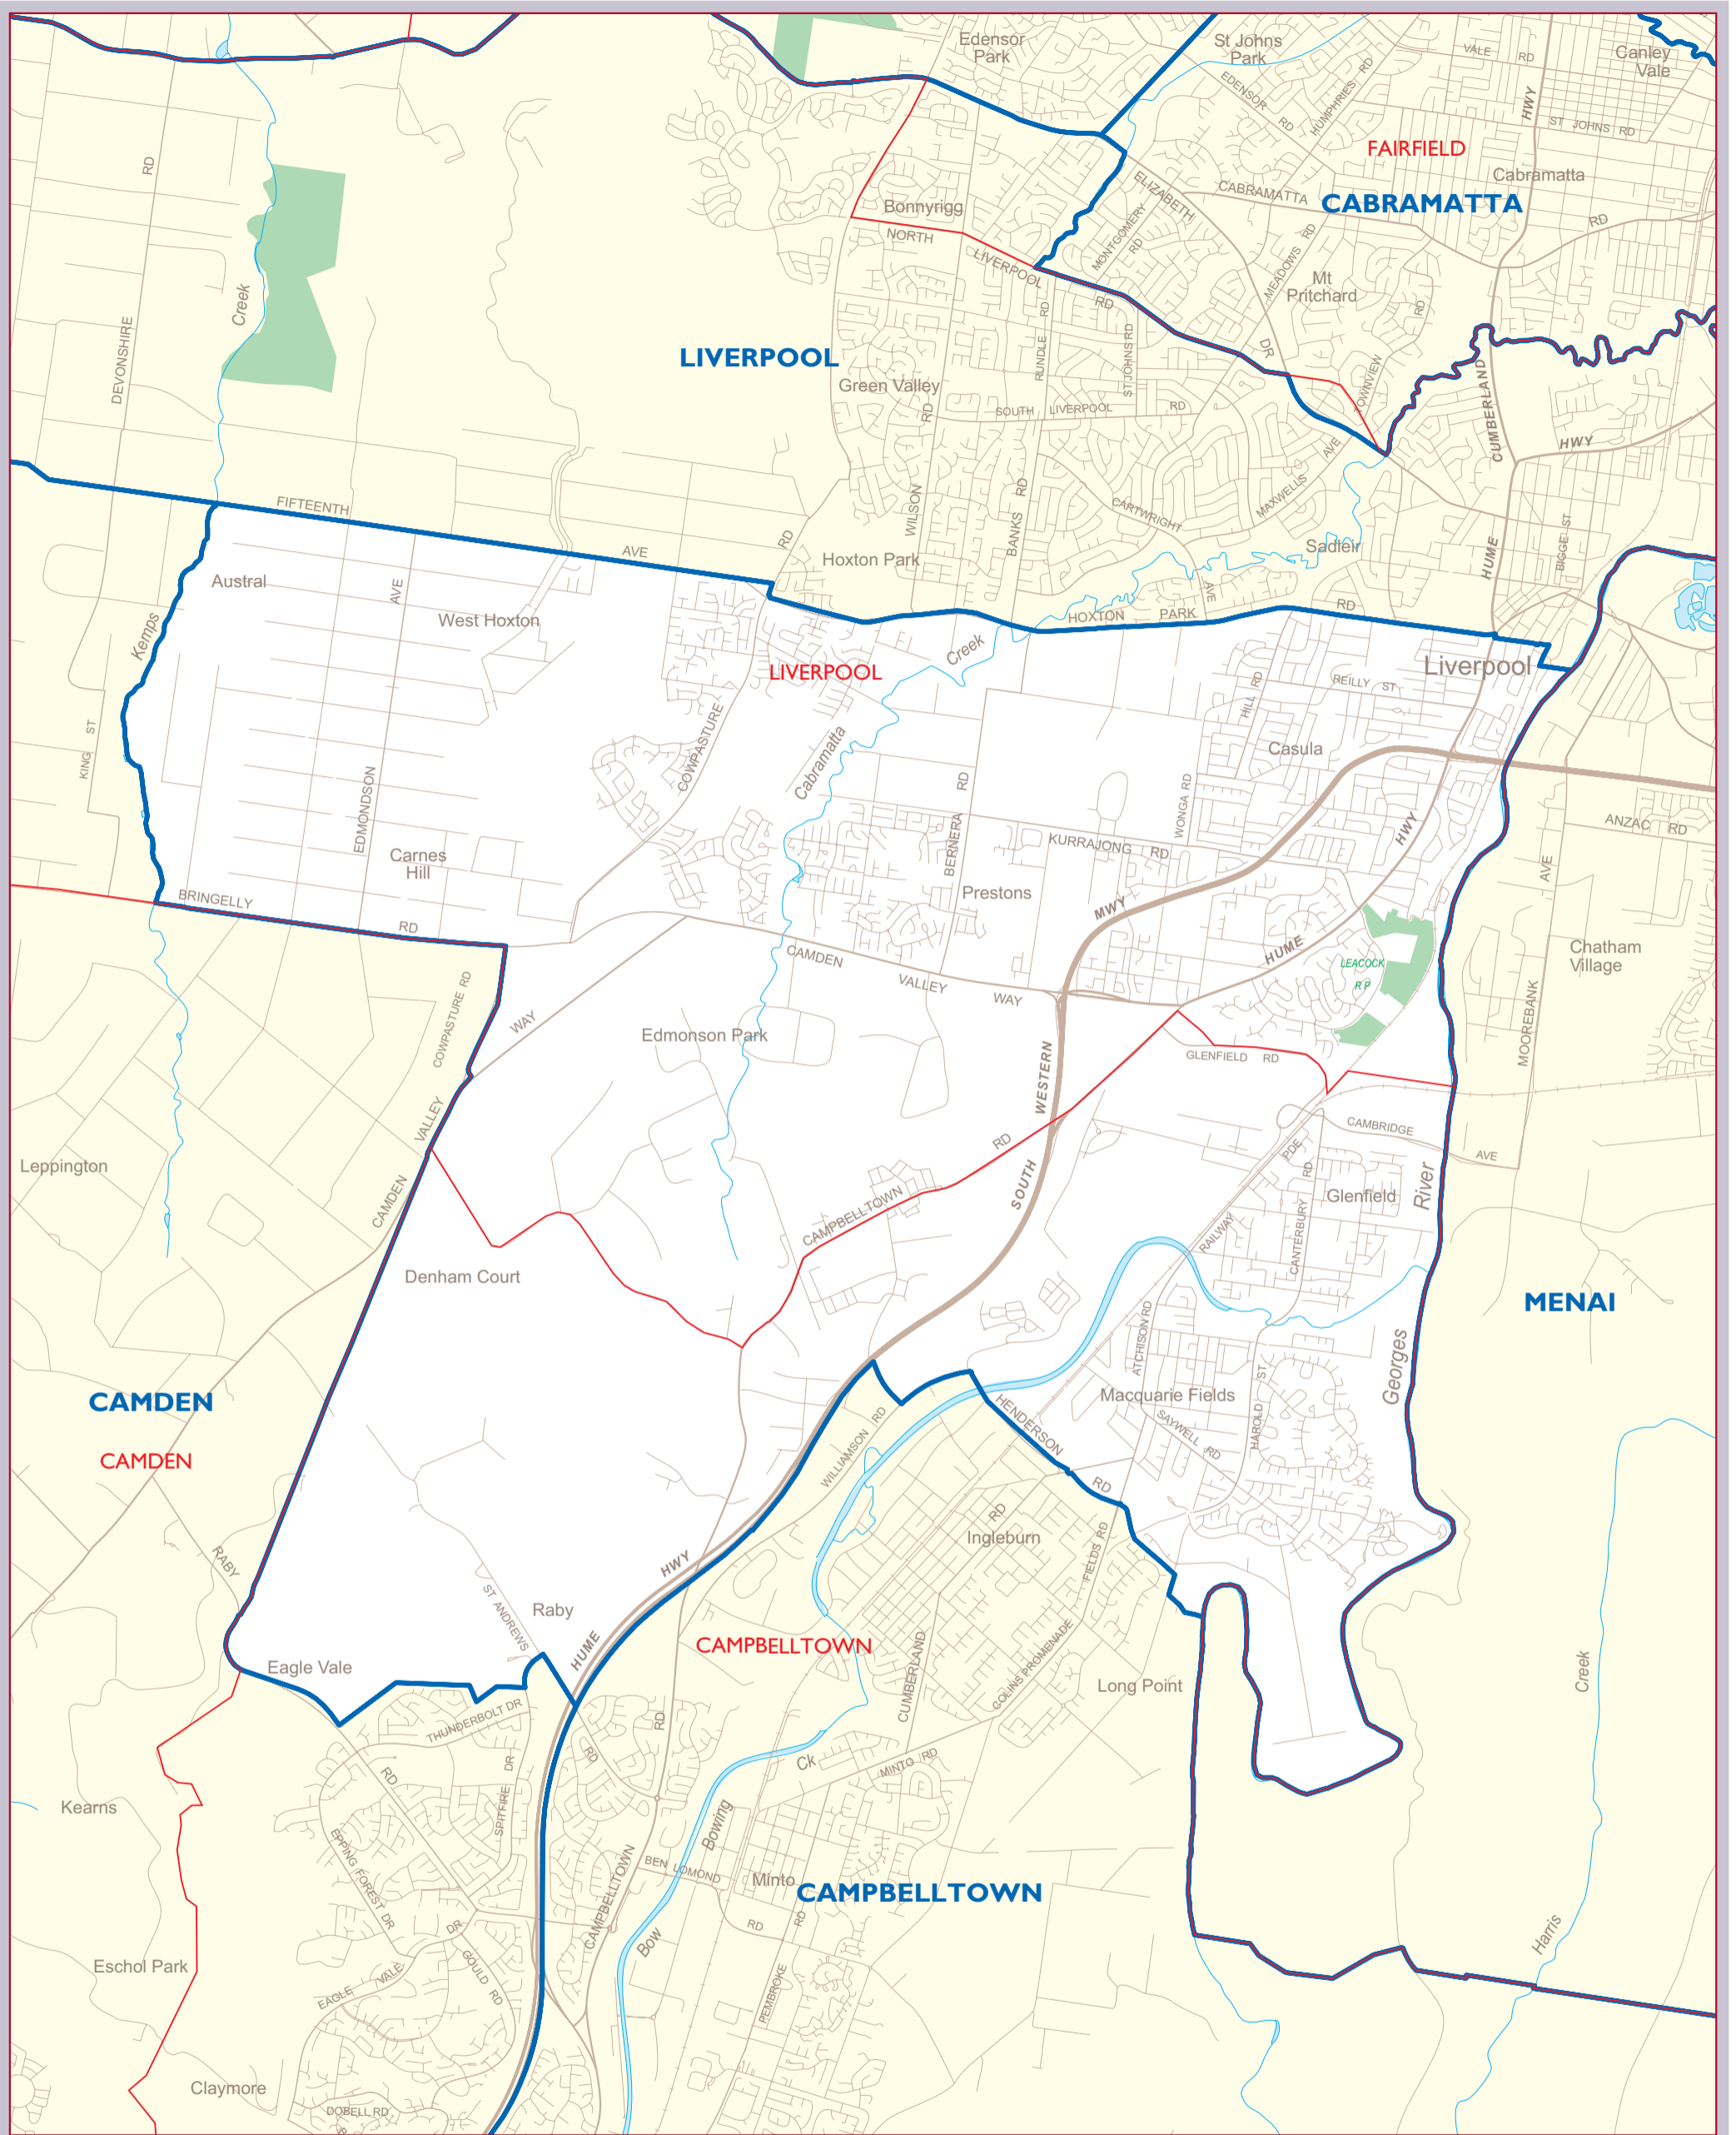 Edensor
Park
St Johns
Park
VALE
RD
Canley
Vale
EDENSOR
RD
HUMPHRIES
RD
HWY
ST JOHNS RD
FAIRFIELD
Cabramatta
CABRAMATTA
RD
ELIZABETH
CABRAMATTA
RD
Bonnyrigg
NORTH
LIVERPOOL
RD
MONTGOMERY
RD
MEADOWS
RD
Mt
Pritchard
RD
Creek
DEVONSHIRE
RUNDLE
RD
ST JOHNS RD
DR
TOWNVIEW
CUMBERLAND
LIVERPOOL
Green Valley
RD
SOUTH LIVERPOOL
RD
HWY
AVE
MAXWELLS
CARTWRIGHT
FIFTEENTH
AVE
RD
WILSON
BANKS
RD
Hoxton Park
Sadleir
HUME
BIGGE ST
Austral
AVE
West Hoxton
Kemps
AVE
HOXTON
PARK
RD
Creek
LIVERPOOL
Liverpool
REILLY
ST
HILL
RD
KING
ST
COWPASTURE
Cabramatta
Casula
RD
WONGA
RD
EDMONDSON
Carnes
Hill
BERNERA
KURRAJONG
RD
HWY
ANZAC
RD
AVE
BRINGELLY
RD
Prestons
MWY
HUME
LEACOCK
R P
Chatham
Village
CAMDEN
VALLEY
WAY
COWPASTURE RD
WAY
Edmonson Park
MOOREBANK
GLENFIELD
RD
WESTERN
VALLEY
RD
CAMBRIDGE
AVE
PDE
Leppington
CAMDEN
CAMPBELLTOWN
SOUTH
RD
Glenfield
River
RAILWAY
CANTERBURY
Denham Court
MENAI
ATCHISON
RD
Georges
CAMDEN
Macquarie Fields
ST
HAROLD
SAYWELL
RD
HENDERSON
RD
CAMDEN
WILLIAMSON
RD
RD
Ingleburn
FIELDS
RD
RABY
HWY
ST ANDREWS
Raby
HUME
CAMPBELLTOWN
Eagle Vale
CUMBERLAND
COLINS PROMENADE
Long Point
Creek
THUNDERBOLT DR
RD
RD
RD
Ck
MINTO
RD
DR
SPITFIRE
Kearns
Bowing
EPPING FOREST DR
BEN LOMOND
Minto
CAMPBELLTOWN
CAMPBELLTOWN
RD
RD
DR
Bow
Harris
Eschol Park
GOULD
RD
EAGLE
VALE
PEMBROKE
Claymore
DOBELL RD